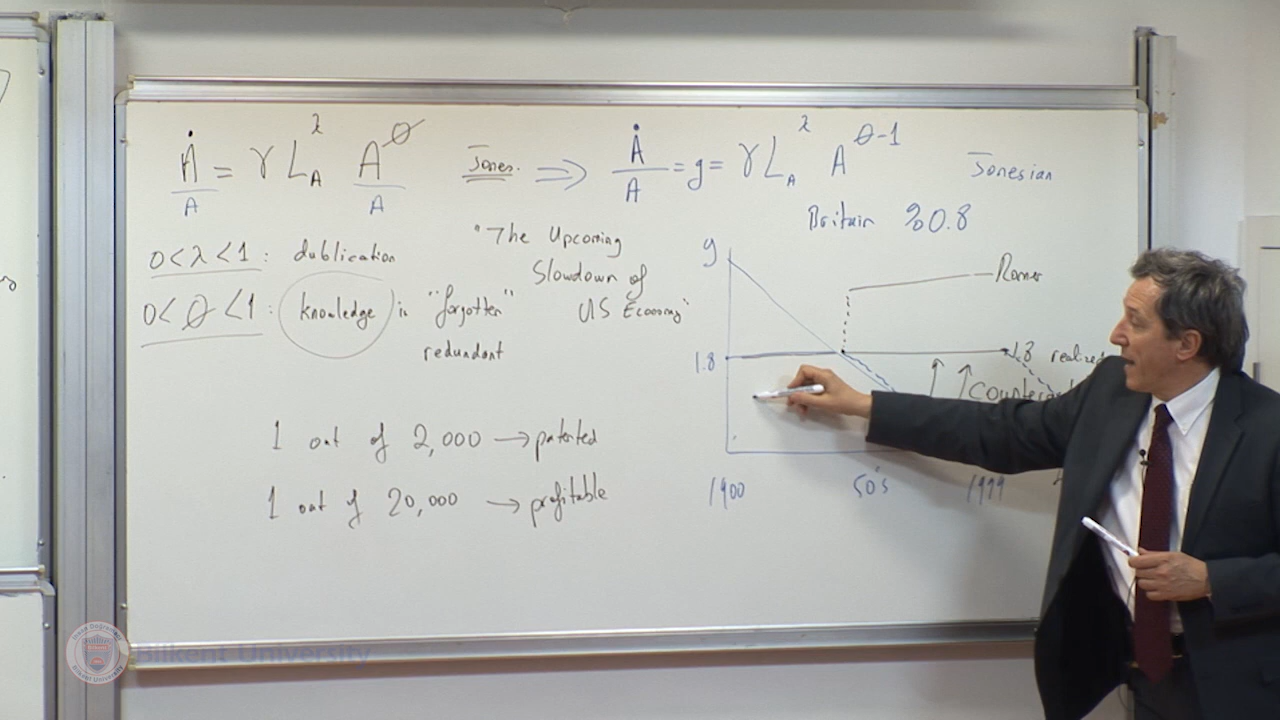 Ȧ/A = γ L_A^λ A^ø/A
Jones. ⇒ Ȧ/A = g = γ L_A^λ A^(ø-1)
Jonesian
Britain %0.8
0 < λ < 1 : dublication
0 < ø < 1 : knowledge is "forgotten"
redundant
"The Upcoming
Slowdown of
US Economy"
1 out of 2,000 → patented
1 out of 20,000 → profitable
g
Romer
1.8
1.8 realized
Counter
1900
50's
1999
Bilkent University